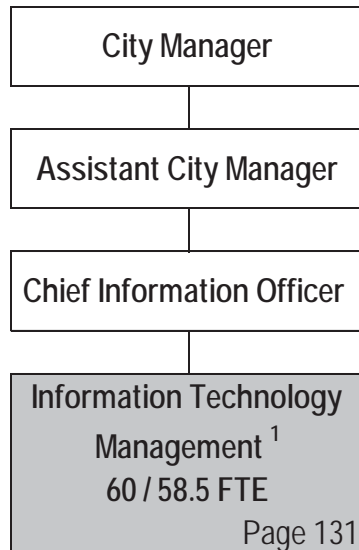 City Manager
Assistant City Manager
Chief Information Officer
Information Technology
Management 1
60 / 58.5 FTE
Page 131